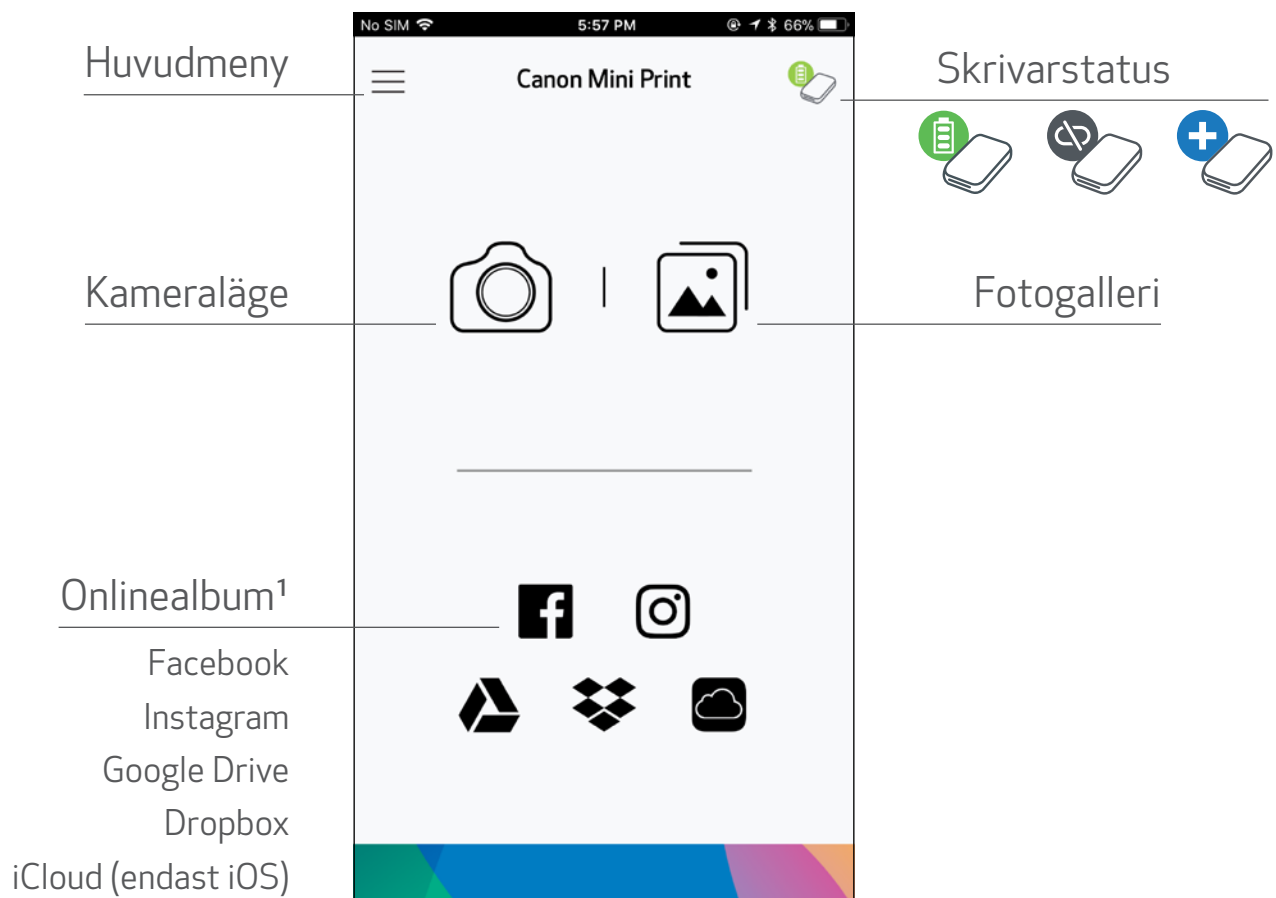 No SIM 5:57 PM 66%
Huvudmeny
Canon Mini Print
Skrivarstatus
Kameraläge
Fotogalleri
Onlinealbum¹
Facebook
Instagram
Google Drive
Dropbox
iCloud (endast iOS)